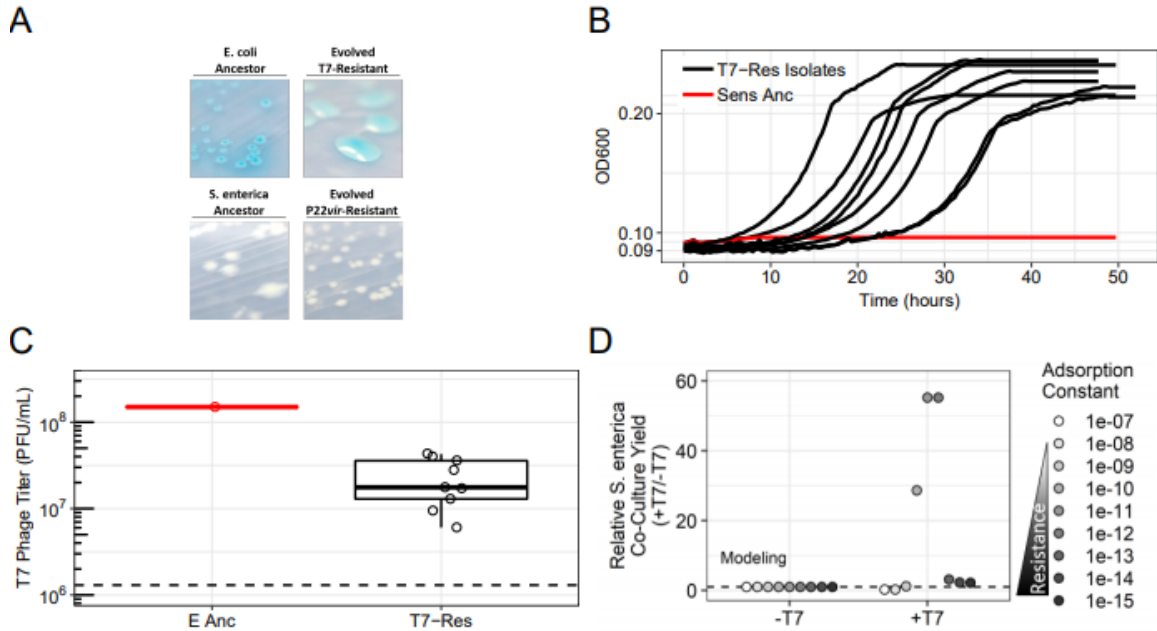 A
E. coli
Ancestor
Evolved
T7-Resistant
S. enterica
Ancestor
Evolved
P22vir-Resistant
B
T7-Res Isolates
Sens Anc
OD600
0.20
0.10
0.09
0 10 20 30 40 50
Time (hours)
C
T7 Phage Titer (PFU/mL)
10^8
10^7
10^6
E Anc T7-Res
D
Relative S. enterica
Co-Culture Yield
(+T7/-T7)
60
40
20
0
Modeling
-T7 +T7
Adsorption
Constant
1e-07
1e-08
1e-09
1e-10
1e-11
1e-12
1e-13
1e-14
1e-15
Resistance